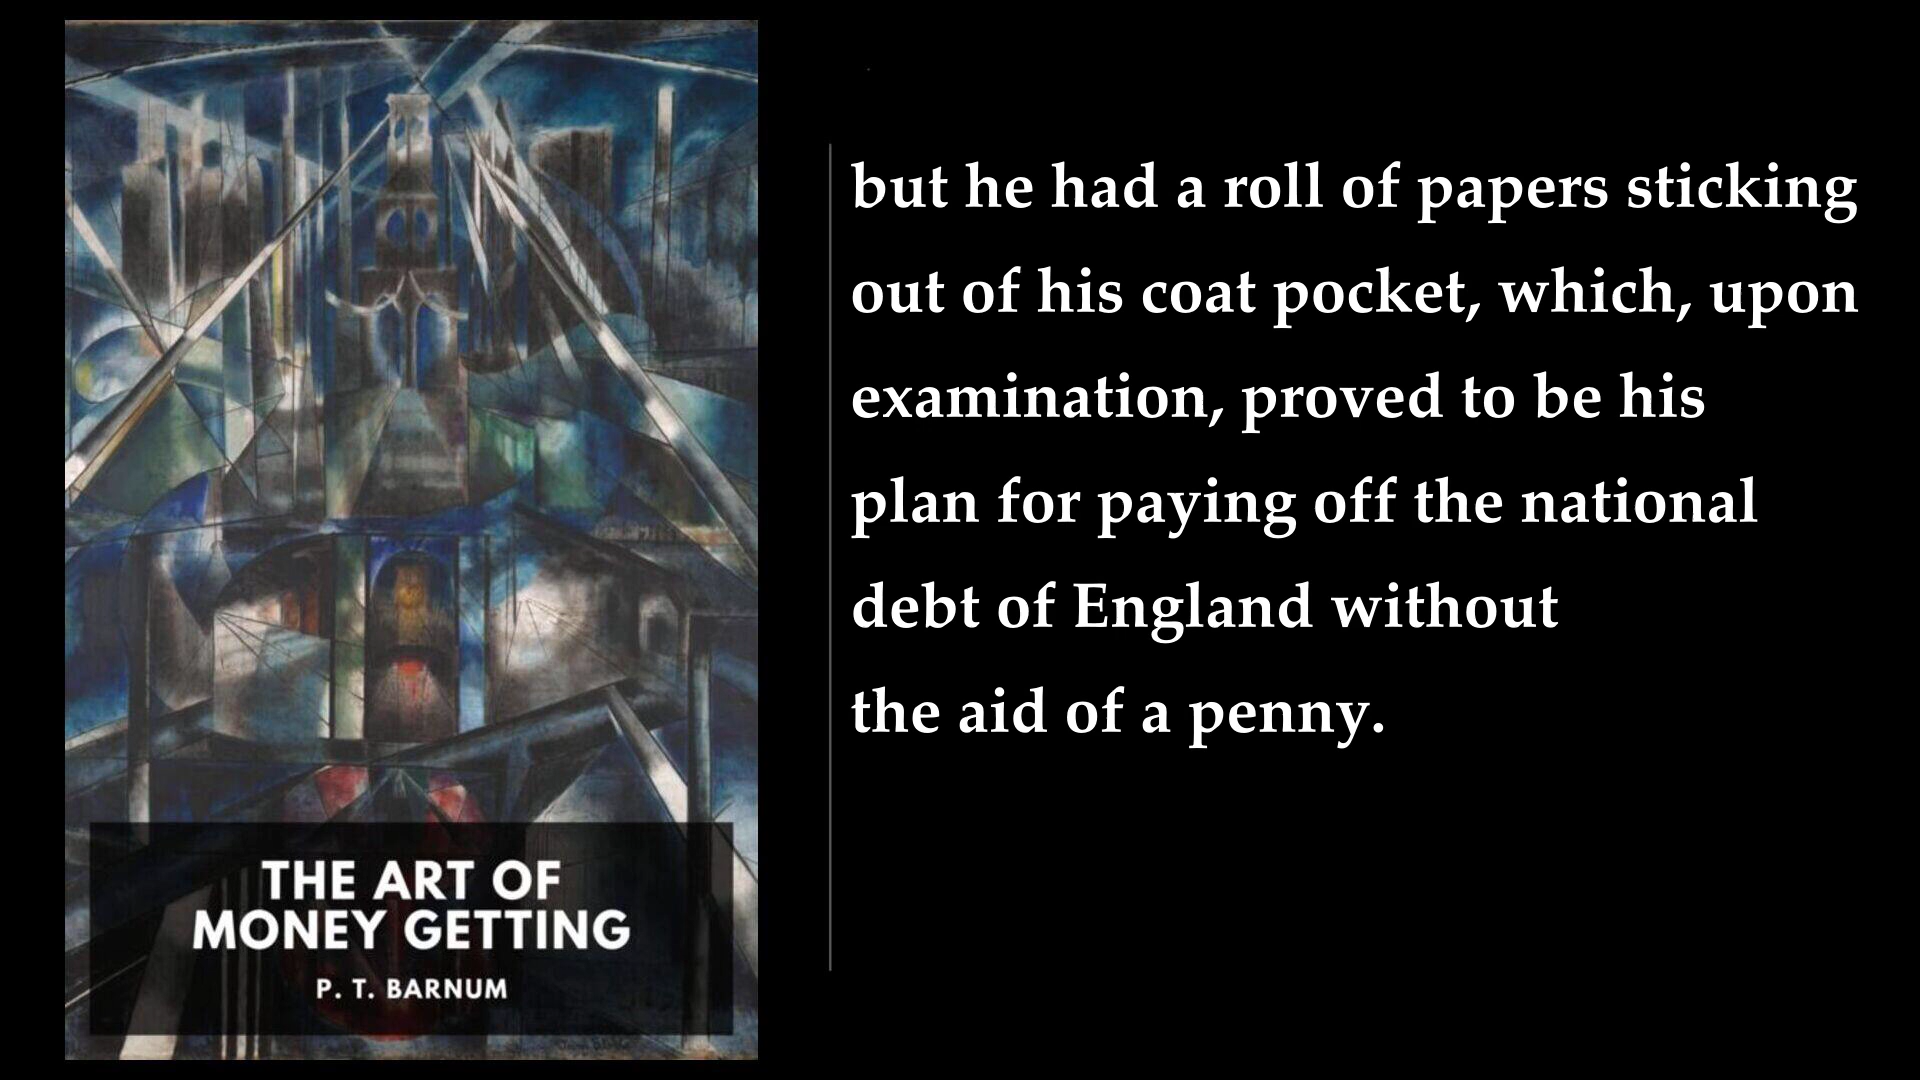 but he had a roll of papers sticking
out of his coat pocket, which, upon
examination, proved to be his
plan for paying off the national
debt of England without
the aid of a penny.
THE ART OF
MONEY GETTING
P. T. BARNUM